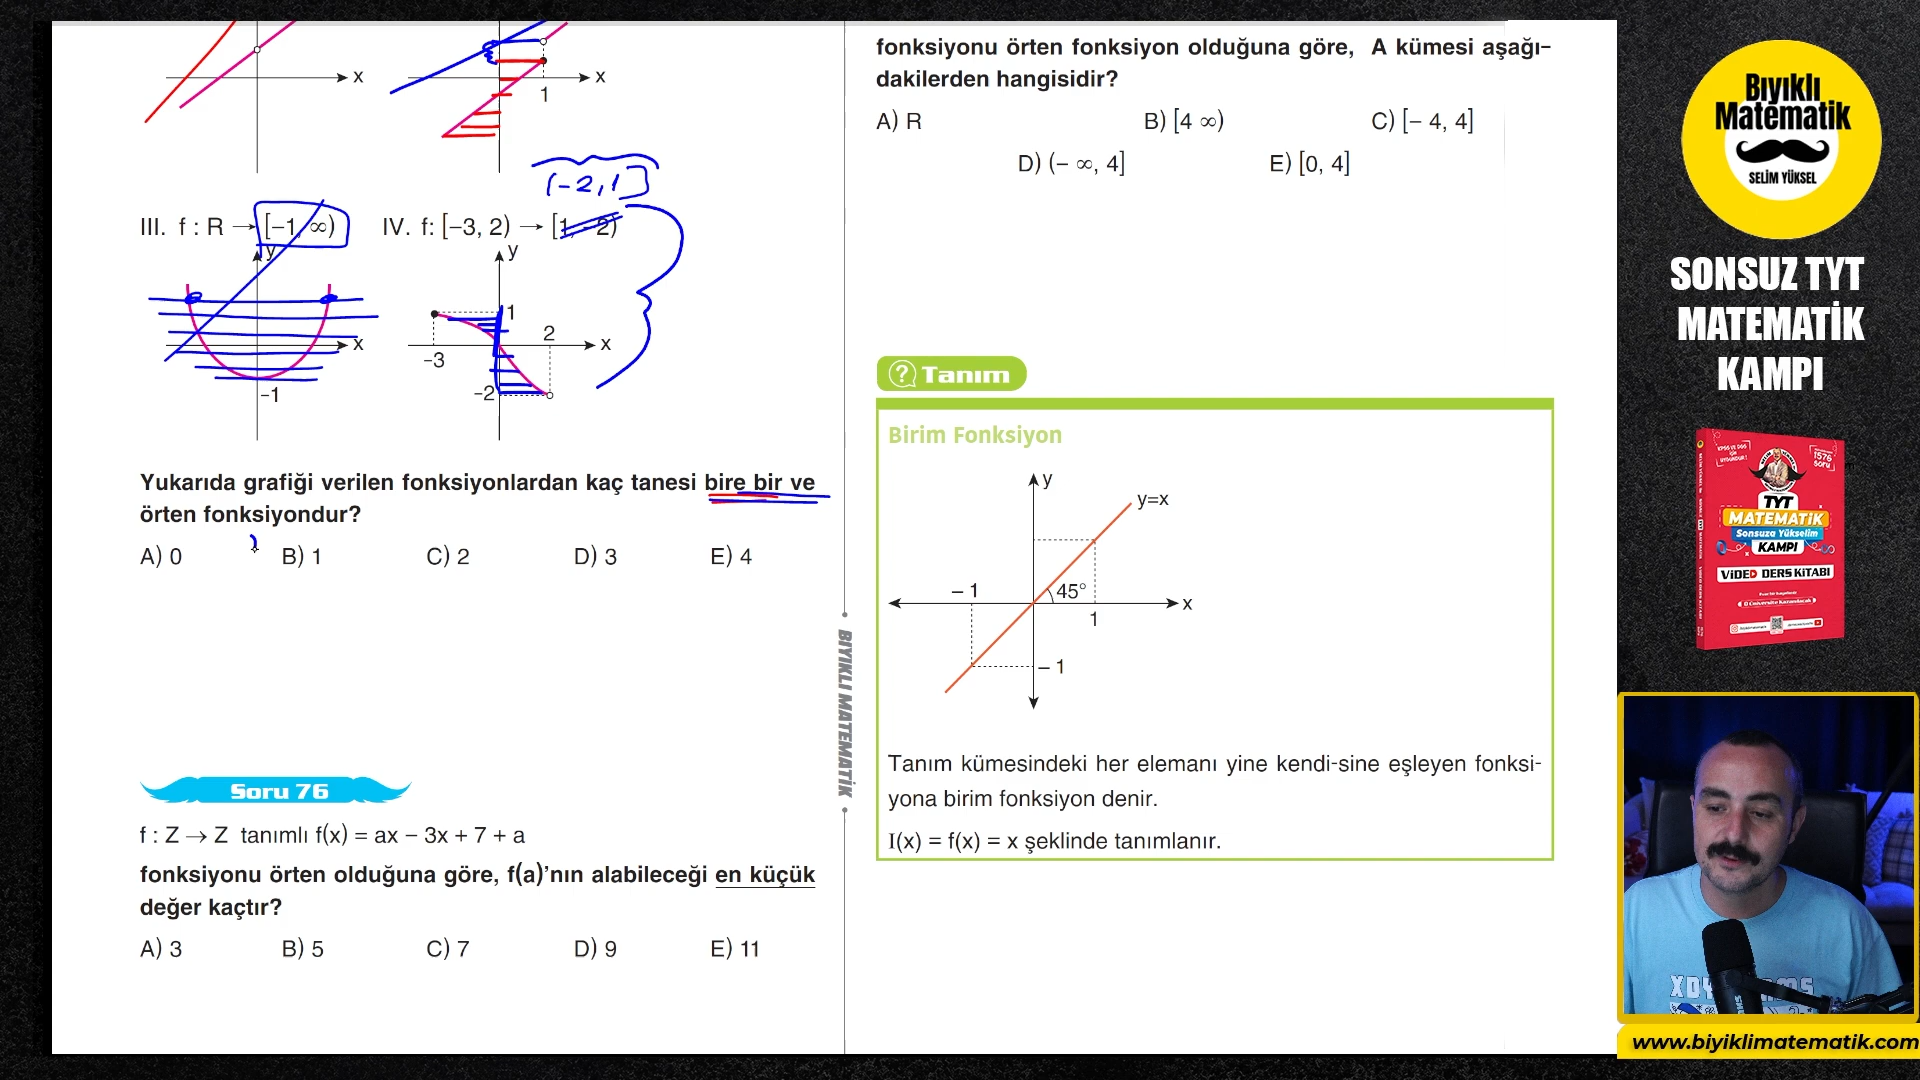 x
x
1
[-2,1]
III. f : R → [−1, ∞)
IV. f: [−3, 2) → [1, −2)
y
x
−1
y
1
2
x
−3
−2
Yukarıda grafiği verilen fonksiyonlardan kaç tanesi bire bir ve
örten fonksiyondur?
A) 0 B) 1 C) 2 D) 3 E) 4
Soru 76
f : Z → Z tanımlı f(x) = ax − 3x + 7 + a
fonksiyonu örten olduğuna göre, f(a)’nın alabileceği en küçük
değer kaçtır?
A) 3 B) 5 C) 7 D) 9 E) 11
• BIYIKLI MATEMATİK •
fonksiyonu örten fonksiyon olduğuna göre, A kümesi aşağı-
dakilerden hangisidir?
A) R B) [4 ∞) C) [− 4, 4]
D) (− ∞, 4] E) [0, 4]
? Tanım
Birim Fonksiyon
y
y=x
− 1
45°
x
1
− 1
Tanım kümesindeki her elemanı yine kendi-sine eşleyen fonksi-
yona birim fonksiyon denir.
I(x) = f(x) = x şeklinde tanımlanır.
Bıyıklı
Matematik
SELİM YÜKSEL
SONSUZ TYT
MATEMATİK
KAMPI
1576
soru
TYT
MATEMATİK
Sonsuza Yükselim
KAMPI
VİDEO DERS KİTABI
www.biyiklimatematik.com